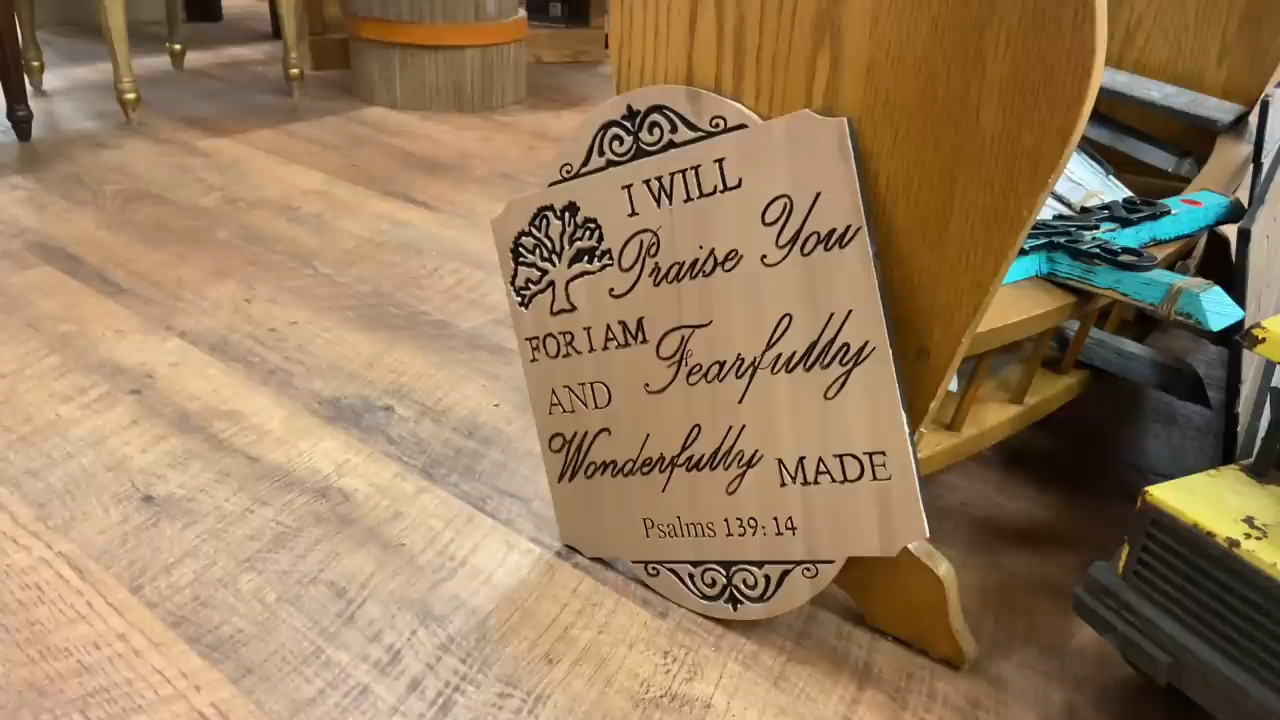 I WILL
Praise You
FOR I AM Fearfully
AND
Wonderfully MADE
Psalms 139:14